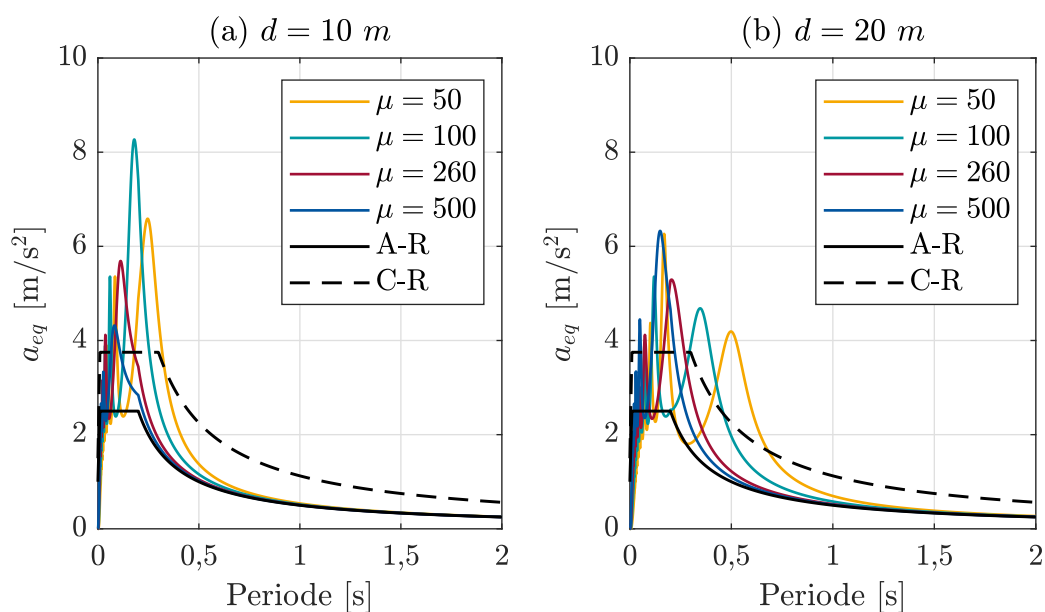 (a) d = 10 m
10
8
6
4
2
0
0
0,5
1
1,5
2
a_eq [m/s²]
Periode [s]
μ = 50
μ = 100
μ = 260
μ = 500
A-R
C-R
(b) d = 20 m
10
8
6
4
2
0
0
0,5
1
1,5
2
a_eq [m/s²]
Periode [s]
μ = 50
μ = 100
μ = 260
μ = 500
A-R
C-R